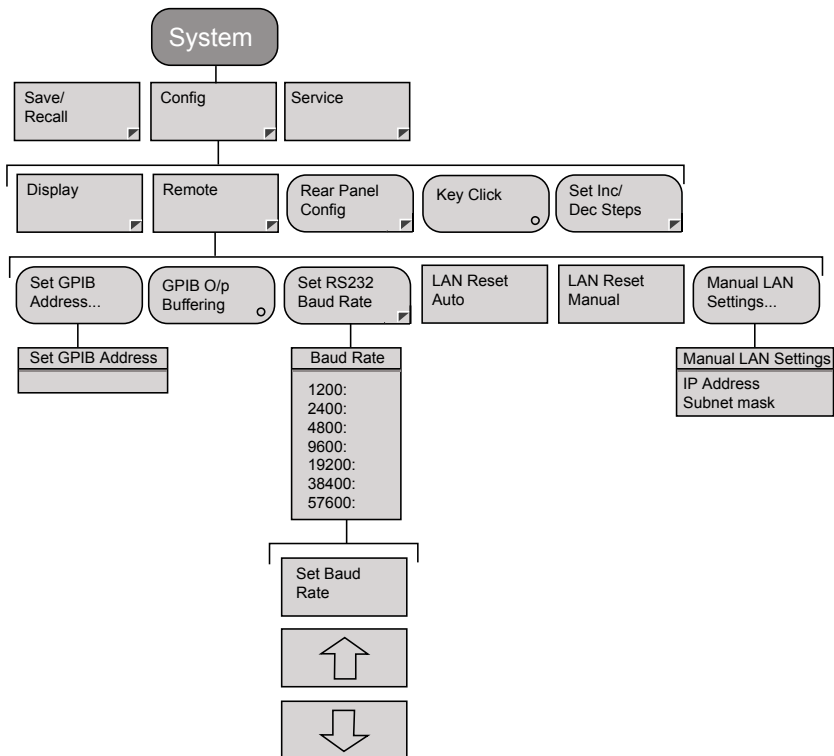 System
Save/
Recall
Config
Service
Display
Remote
Rear Panel
Config
Key Click
Set Inc/
Dec Steps
Set GPIB
Address...
GPIB O/p
Buffering
Set RS232
Baud Rate
LAN Reset
Auto
LAN Reset
Manual
Manual LAN
Settings...
Set GPIB Address
Baud Rate
1200:
2400:
4800:
9600:
19200:
38400:
57600:
Manual LAN Settings
IP Address
Subnet mask
Set Baud
Rate